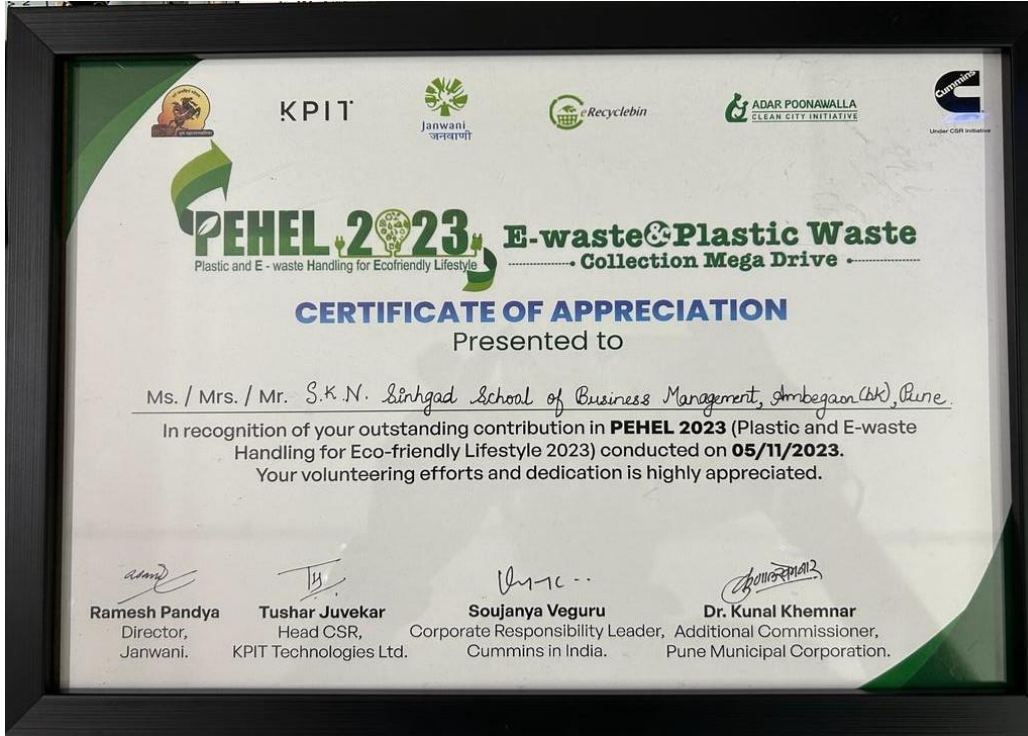 KPIT
Janwani
जनवाणी
eRecyclebin
ADAR POONAWALLA
CLEAN CITY INITIATIVE
Cummins
Under CSR Initiative
PEHEL 2023
Plastic and E - waste Handling for Ecofriendly Lifestyle
E-waste & Plastic Waste
Collection Mega Drive
CERTIFICATE OF APPRECIATION
Presented to
Ms. / Mrs. / Mr. S.K.N. Sinhgad School of Business Management, Ambegaon (bk), Pune.
In recognition of your outstanding contribution in PEHEL 2023 (Plastic and E-waste
Handling for Eco-friendly Lifestyle 2023) conducted on 05/11/2023.
Your volunteering efforts and dedication is highly appreciated.
Ramesh Pandya
Director,
Janwani.
Tushar Juvekar
Head CSR,
KPIT Technologies Ltd.
Soujanya Veguru
Corporate Responsibility Leader,
Cummins in India.
Dr. Kunal Khemnar
Additional Commissioner,
Pune Municipal Corporation.